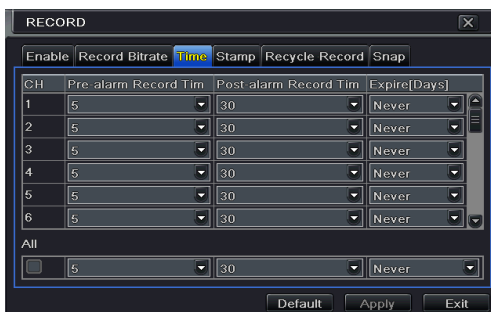 RECORD
Enable Record Bitrate Time Stamp Recycle Record Snap
CH Pre-alarm Record Tim Post-alarm Record Tim Expire[Days]
1 5 30 Never
2 5 30 Never
3 5 30 Never
4 5 30 Never
5 5 30 Never
6 5 30 Never
All
5 30 Never
Default Apply Exit